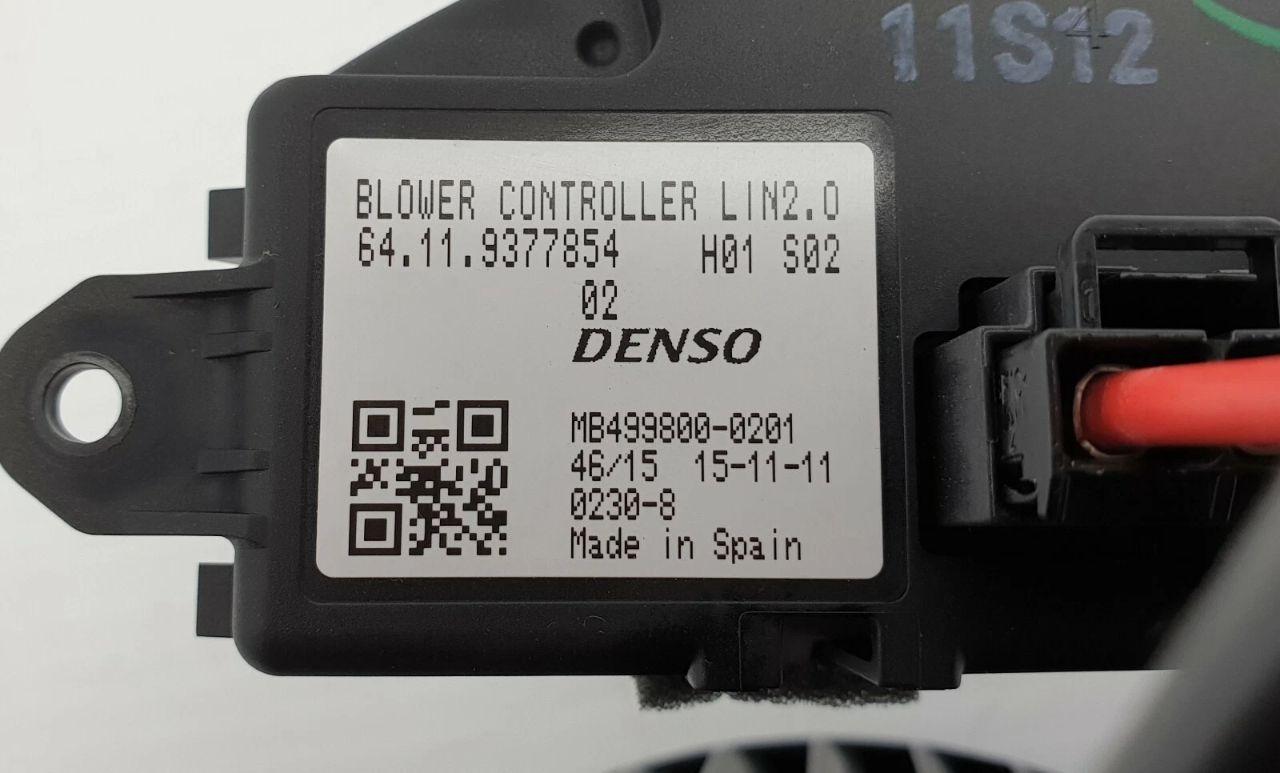 11S12
4
BLOWER CONTROLLER LIN2.0
64.11.9377854 H01 S02
02
DENSO
MB499800-0201
46/15 15-11-11
0230-8
Made in Spain